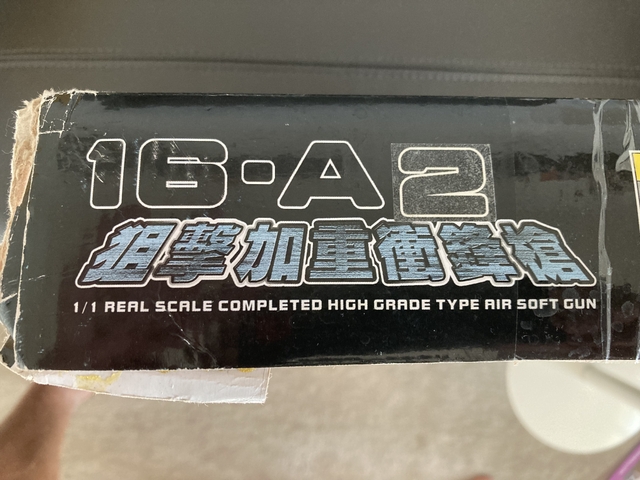 16·A2
狙擊加重衝鋒槍
1/1 REAL SCALE COMPLETED HIGH GRADE TYPE AIR SOFT GUN